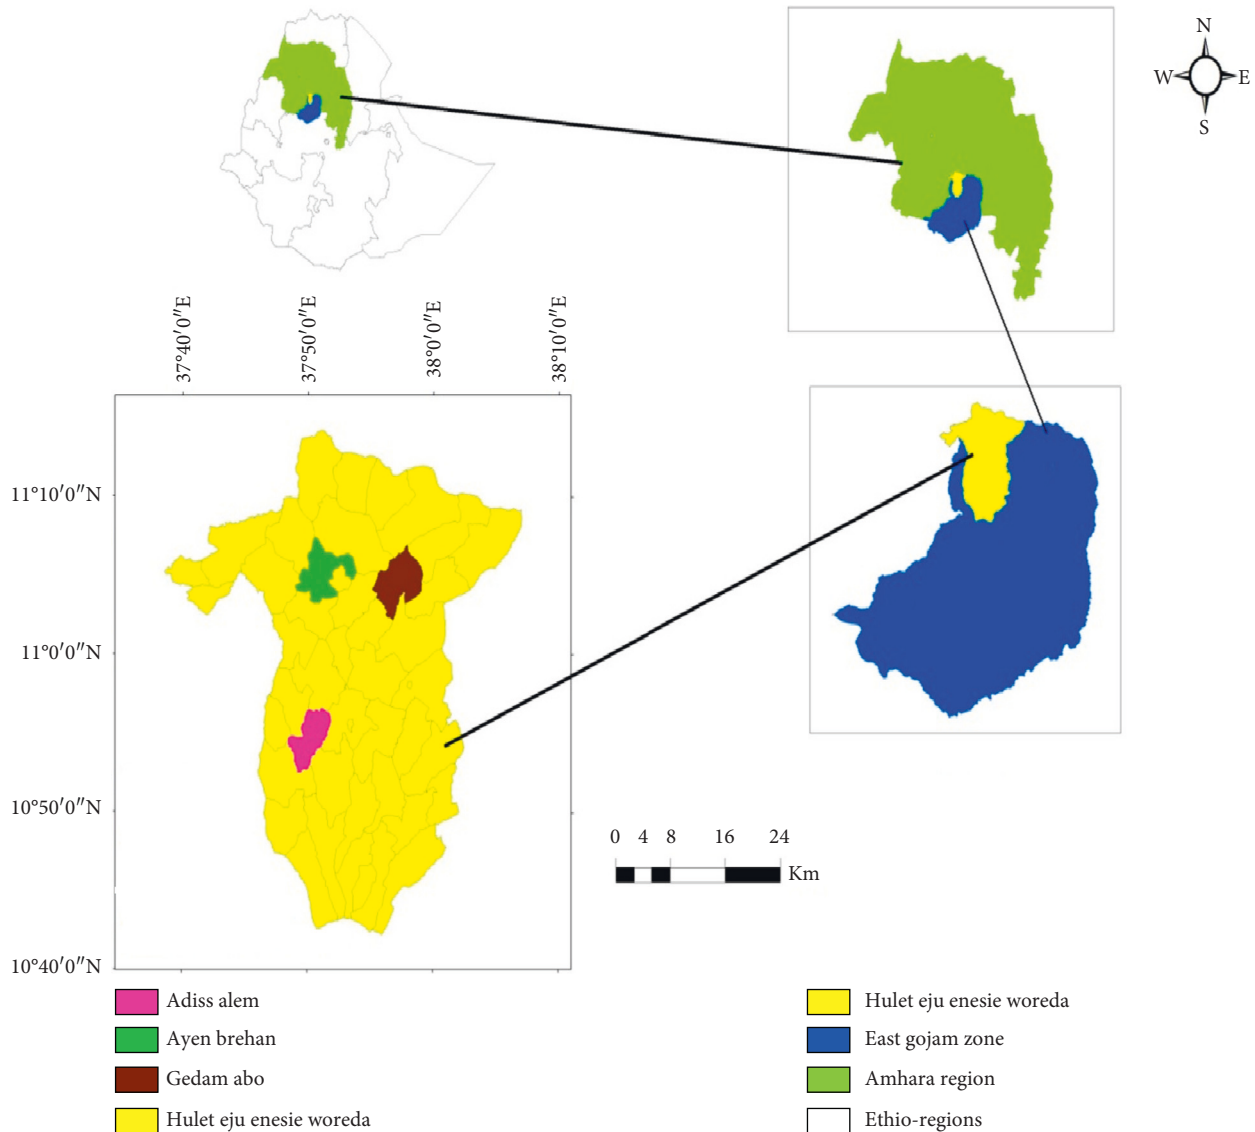 N
W E
S
37°40′0″E
37°50′0″E
38°0′0″E
38°10′0″E
11°10′0″N
11°0′0″N
10°50′0″N
10°40′0″N
0 4 8 16 24
Km
Adiss alem
Ayen brehan
Gedam abo
Hulet eju enesie woreda
Hulet eju enesie woreda
East gojam zone
Amhara region
Ethio-regions